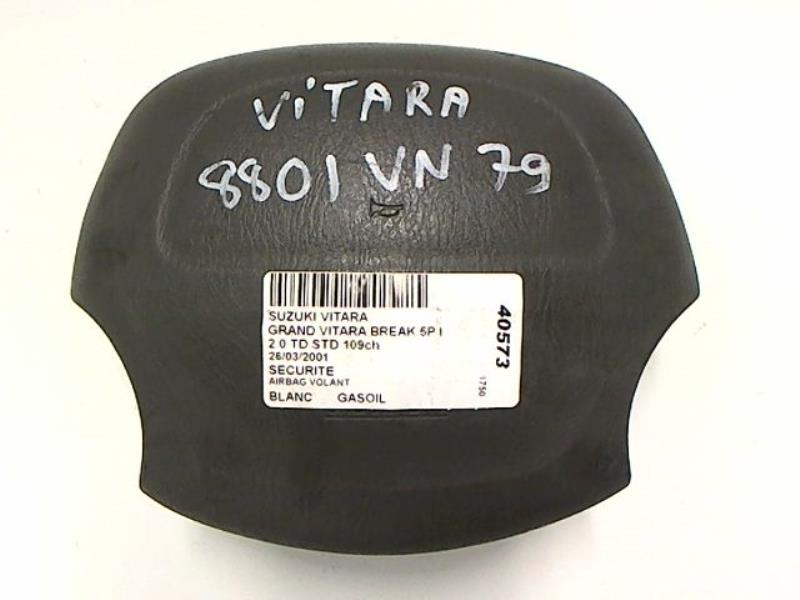 ViTARA
8801 VN 79
SUZUKI VITARA
GRAND VITARA BREAK 5P I
2.0 TD STD 109ch
26/03/2001
SECURITE
AIRBAG VOLANT
BLANC GASOIL
40573
1750